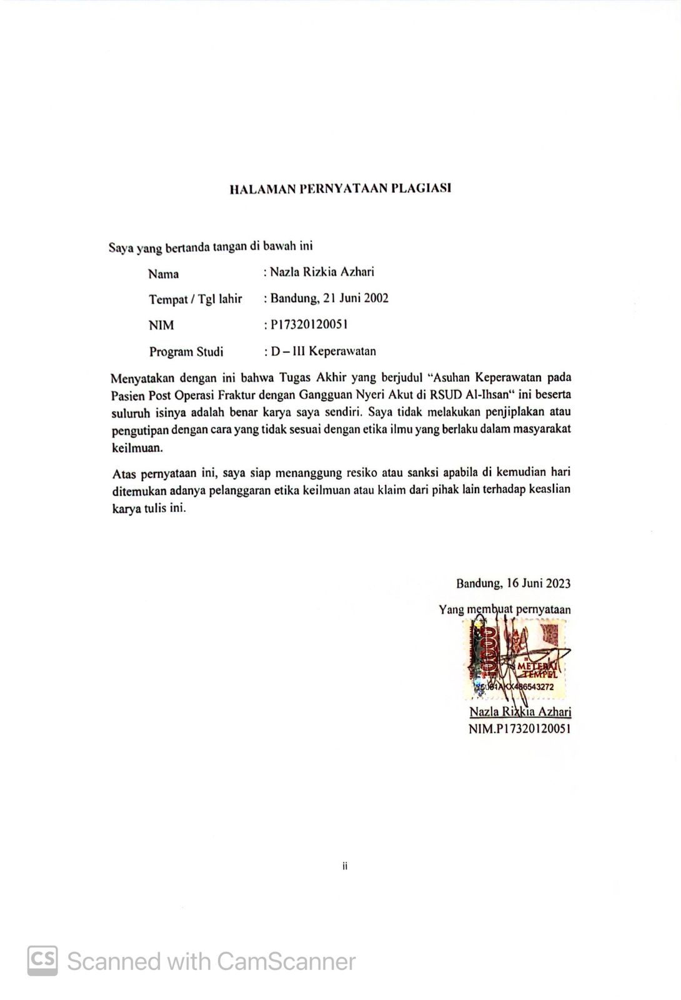 HALAMAN PERNYATAAN PLAGIASI
Saya yang bertanda tangan di bawah ini
Nama : Nazla Rizkia Azhari
Tempat / Tgl lahir : Bandung, 21 Juni 2002
NIM : P17320120051
Program Studi : D – III Keperawatan
Menyatakan dengan ini bahwa Tugas Akhir yang berjudul “Asuhan Keperawatan pada
Pasien Post Operasi Fraktur dengan Gangguan Nyeri Akut di RSUD Al-Ihsan“ ini beserta
suluruh isinya adalah benar karya saya sendiri. Saya tidak melakukan penjiplakan atau
pengutipan dengan cara yang tidak sesuai dengan etika ilmu yang berlaku dalam masyarakat
keilmuan.
Atas pernyataan ini, saya siap menanggung resiko atau sanksi apabila di kemudian hari
ditemukan adanya pelanggaran etika keilmuan atau klaim dari pihak lain terhadap keaslian
karya tulis ini.
Bandung, 16 Juni 2023
Yang membuat pernyataan
10000
METERAI
TEMPEL
AKX486543272
Nazla Rizkia Azhari
NIM.P17320120051
ii
CS Scanned with CamScanner